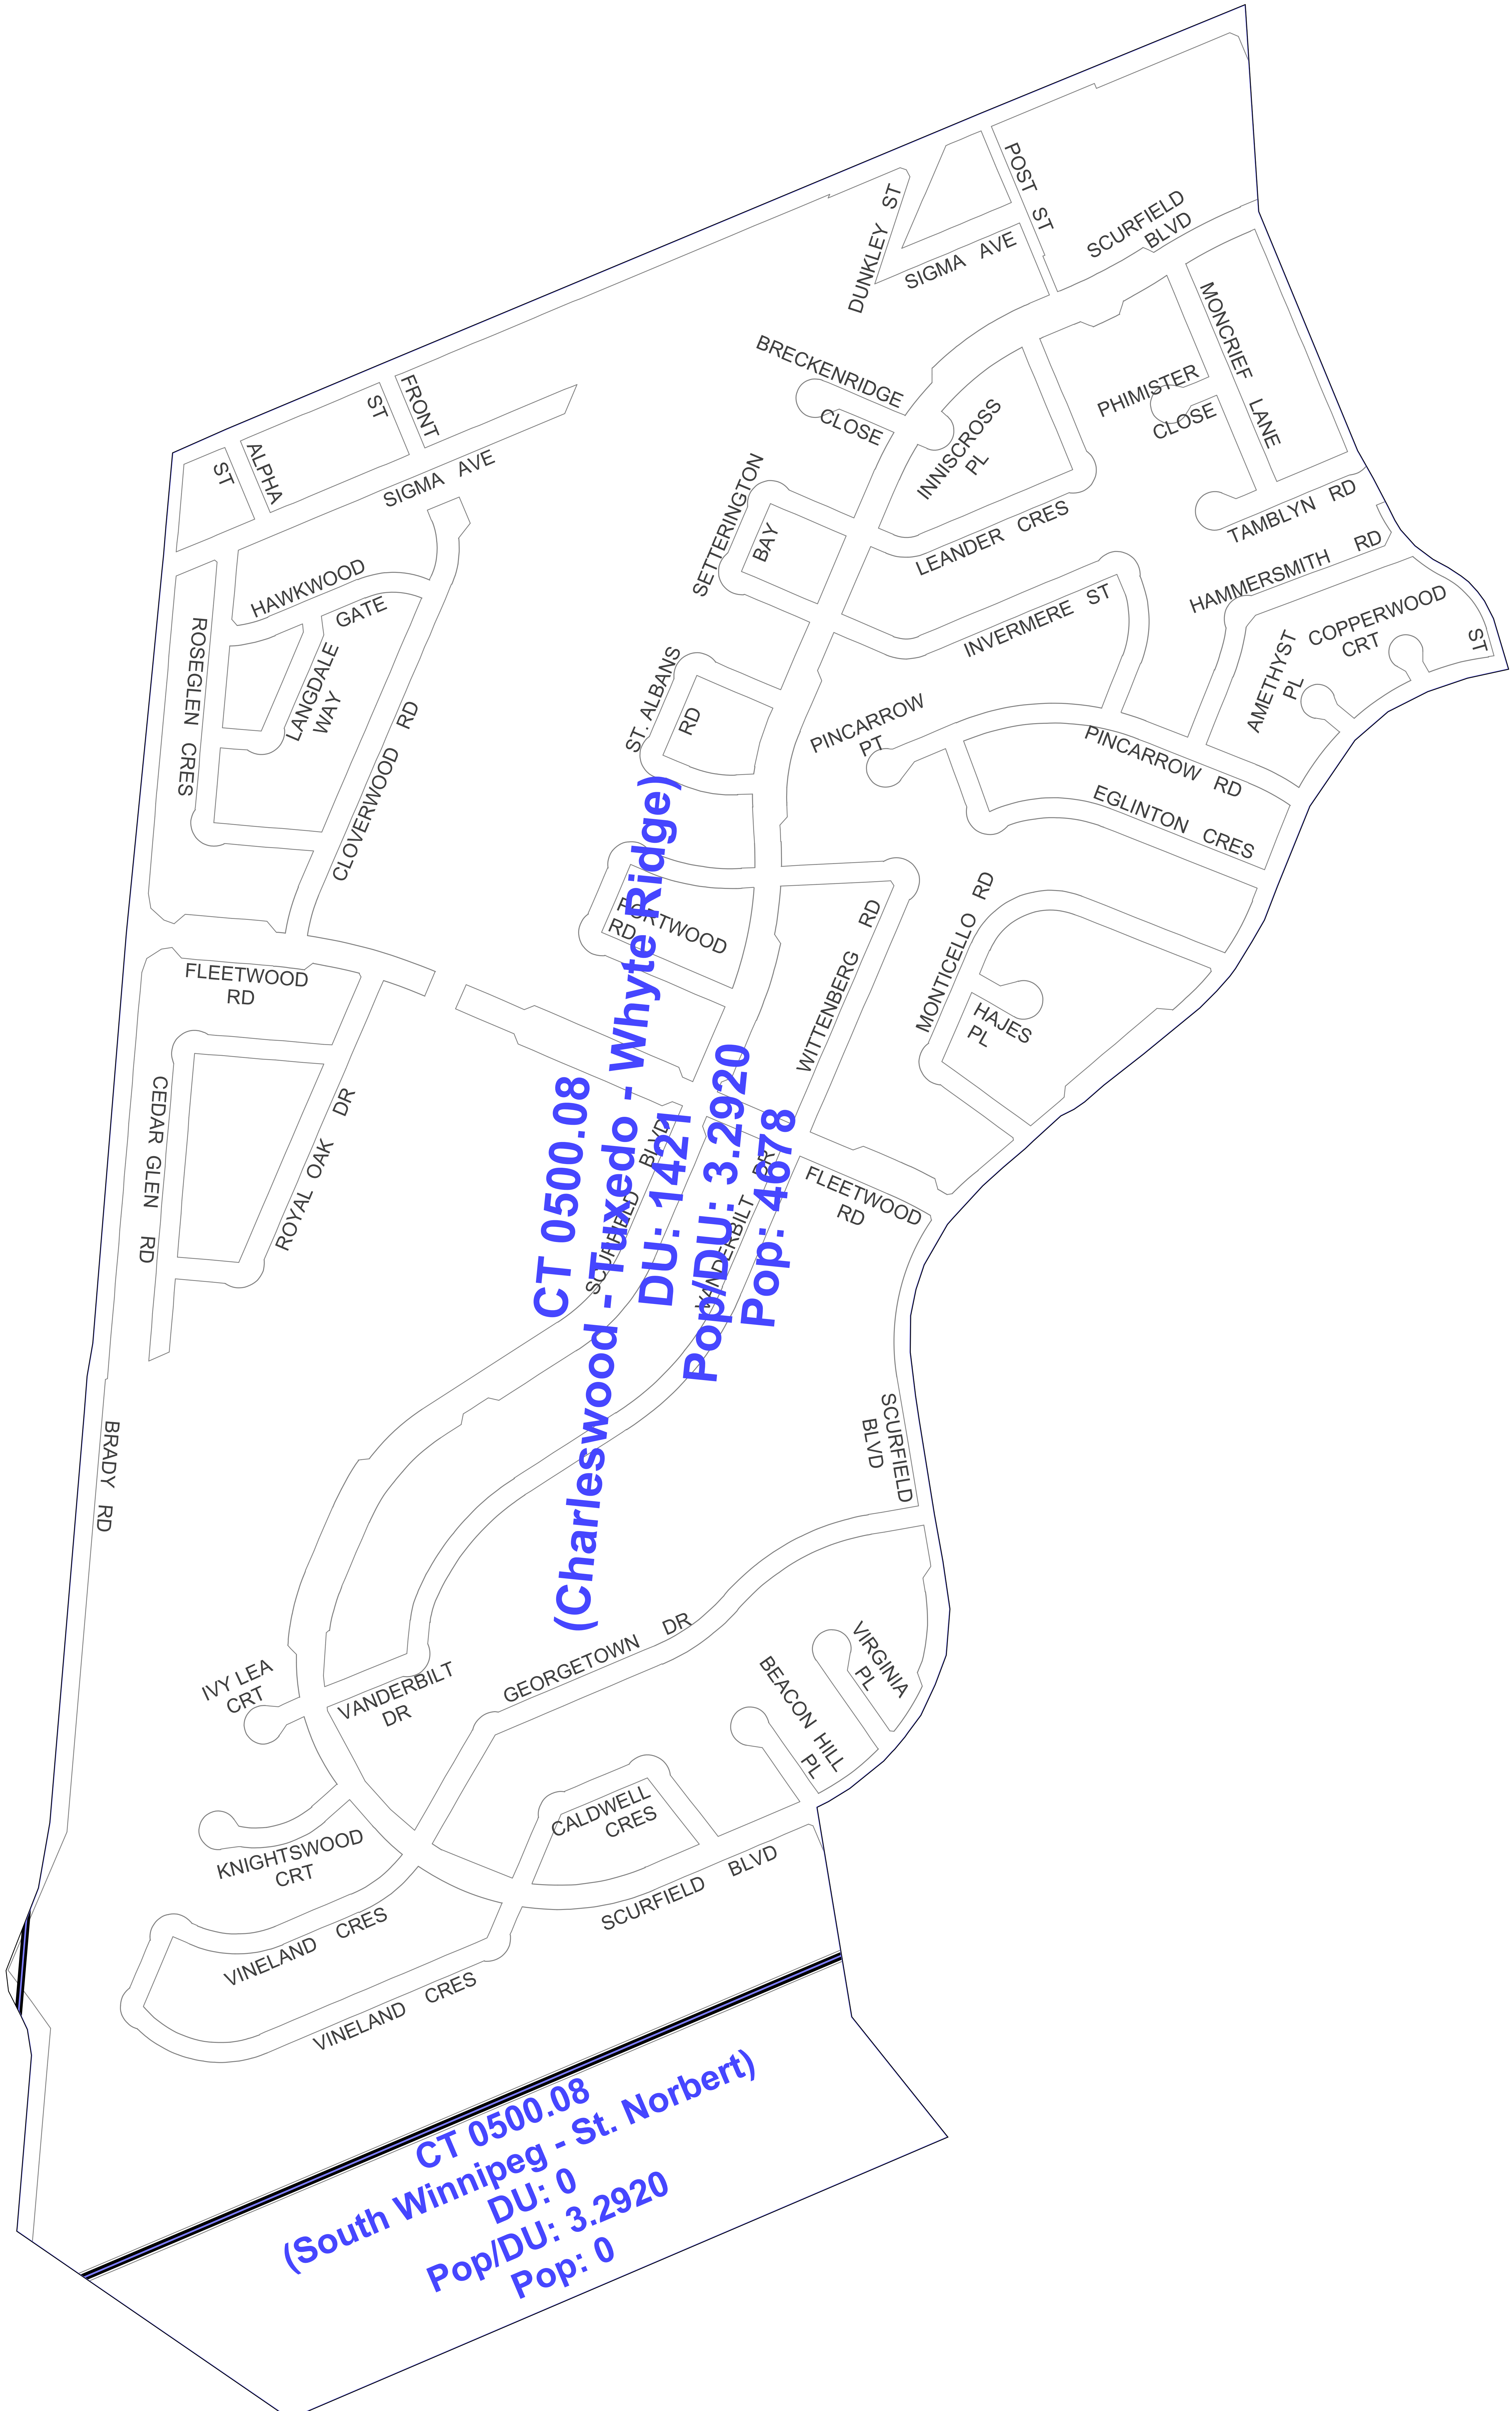 POST ST
SCURFIELD
BLVD
DUNKLEY ST
SIGMA AVE
MONCRIEF LANE
BRECKENRIDGE
CLOSE
PHIMISTER
CLOSE
INNISCROSS
PL
FRONT
ST
ALPHA
ST
SIGMA AVE
SETTERINGTON
BAY
LEANDER CRES
TAMBLYN RD
HAMMERSMITH RD
HAWKWOOD
GATE
INVERMERE ST
COPPERWOOD
CRT
ST
AMETHYST
PL
ROSEGLEN CRES
LANGDALE
WAY
ST. ALBANS
RD
PINCARROW
PT
PINCARROW RD
CLOVERWOOD RD
EGLINTON CRES
PORTWOOD
RD
WITTENBERG RD
MONTICELLO RD
FLEETWOOD
RD
HAJES
PL
CEDAR GLEN RD
ROYAL OAK DR
SCURFIELD BLVD
VANDERBILT DR
FLEETWOOD
RD
CT 0500.08
(Charleswood - Tuxedo - Whyte Ridge)
DU: 1421
Pop/DU: 3.2920
Pop: 4678
BRADY RD
SCURFIELD
BLVD
GEORGETOWN DR
IVY LEA
CRT
VANDERBILT
DR
VIRGINIA
PL
BEACON HILL
PL
CALDWELL
CRES
KNIGHTSWOOD
CRT
SCURFIELD BLVD
VINELAND CRES
VINELAND CRES
CT 0500.08
(South Winnipeg - St. Norbert)
DU: 0
Pop/DU: 3.2920
Pop: 0